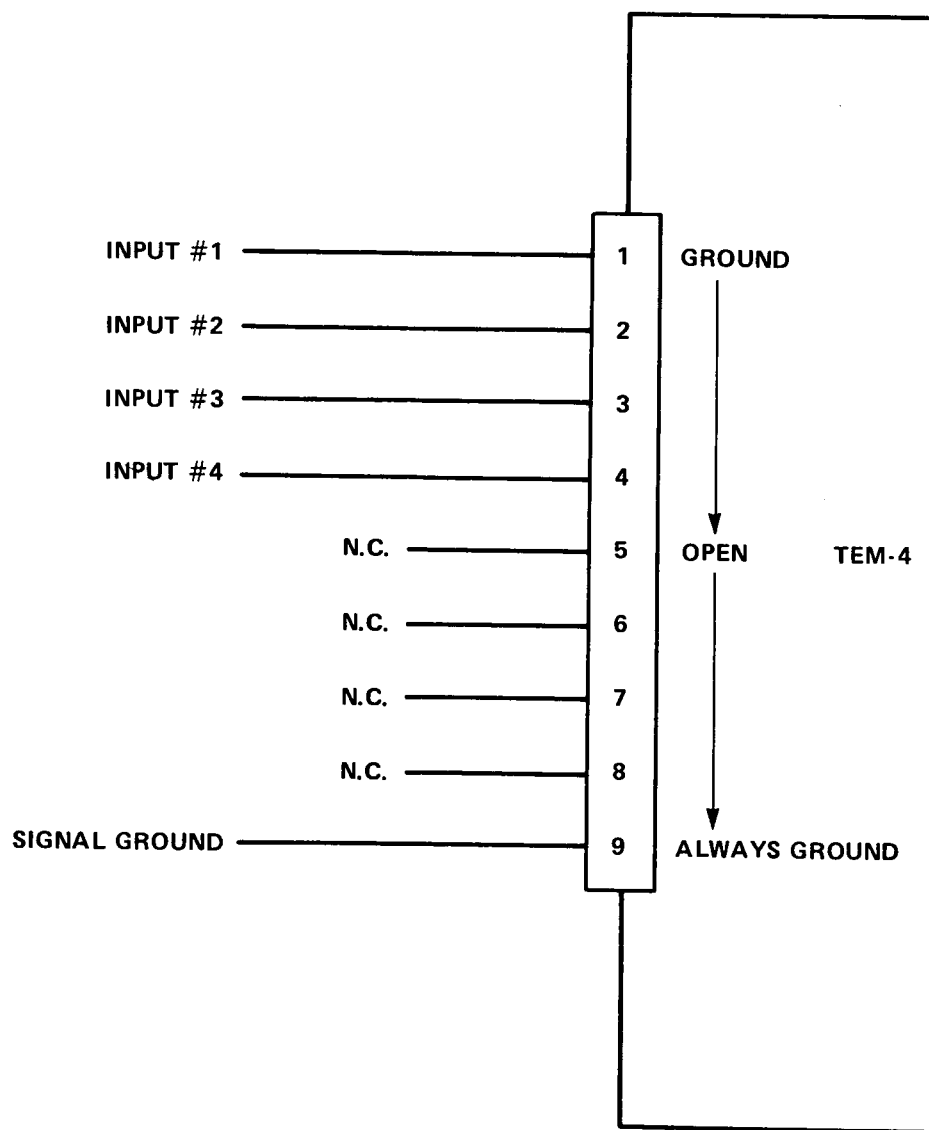 INPUT #1 1 GROUND
INPUT #2 2
INPUT #3 3
INPUT #4 4
N.C. 5 OPEN TEM-4
N.C. 6
N.C. 7
N.C. 8
SIGNAL GROUND 9 ALWAYS GROUND